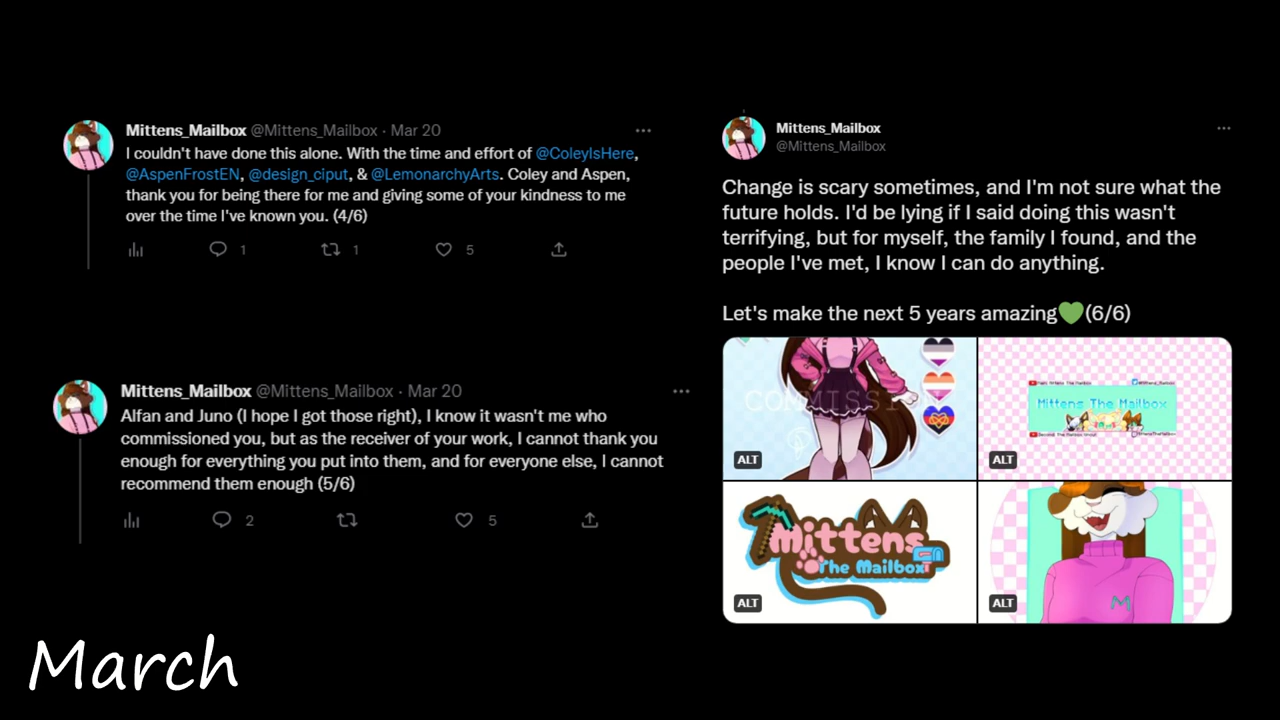 Mittens_Mailbox @Mittens_Mailbox · Mar 20
I couldn't have done this alone. With the time and effort of @ColeyIsHere,
@AspenFrostEN, @design_ciput, & @LemonarchyArts. Coley and Aspen,
thank you for being there for me and giving some of your kindness to me
over the time I've known you. (4/6)
1 1 5
Mittens_Mailbox @Mittens_Mailbox · Mar 20
Alfan and Juno (I hope I got those right), I know it wasn't me who
commissioned you, but as the receiver of your work, I cannot thank you
enough for everything you put into them, and for everyone else, I cannot
recommend them enough (5/6)
2 5
Mittens_Mailbox
@Mittens_Mailbox
Change is scary sometimes, and I'm not sure what the
future holds. I'd be lying if I said doing this wasn't
terrifying, but for myself, the family I found, and the
people I've met, I know I can do anything.
Let's make the next 5 years amazing💚(6/6)
COMMISSI
ALT
Mittens The Mailbox
ALT
Mittens
The Mailbox
ALT
M
ALT
March